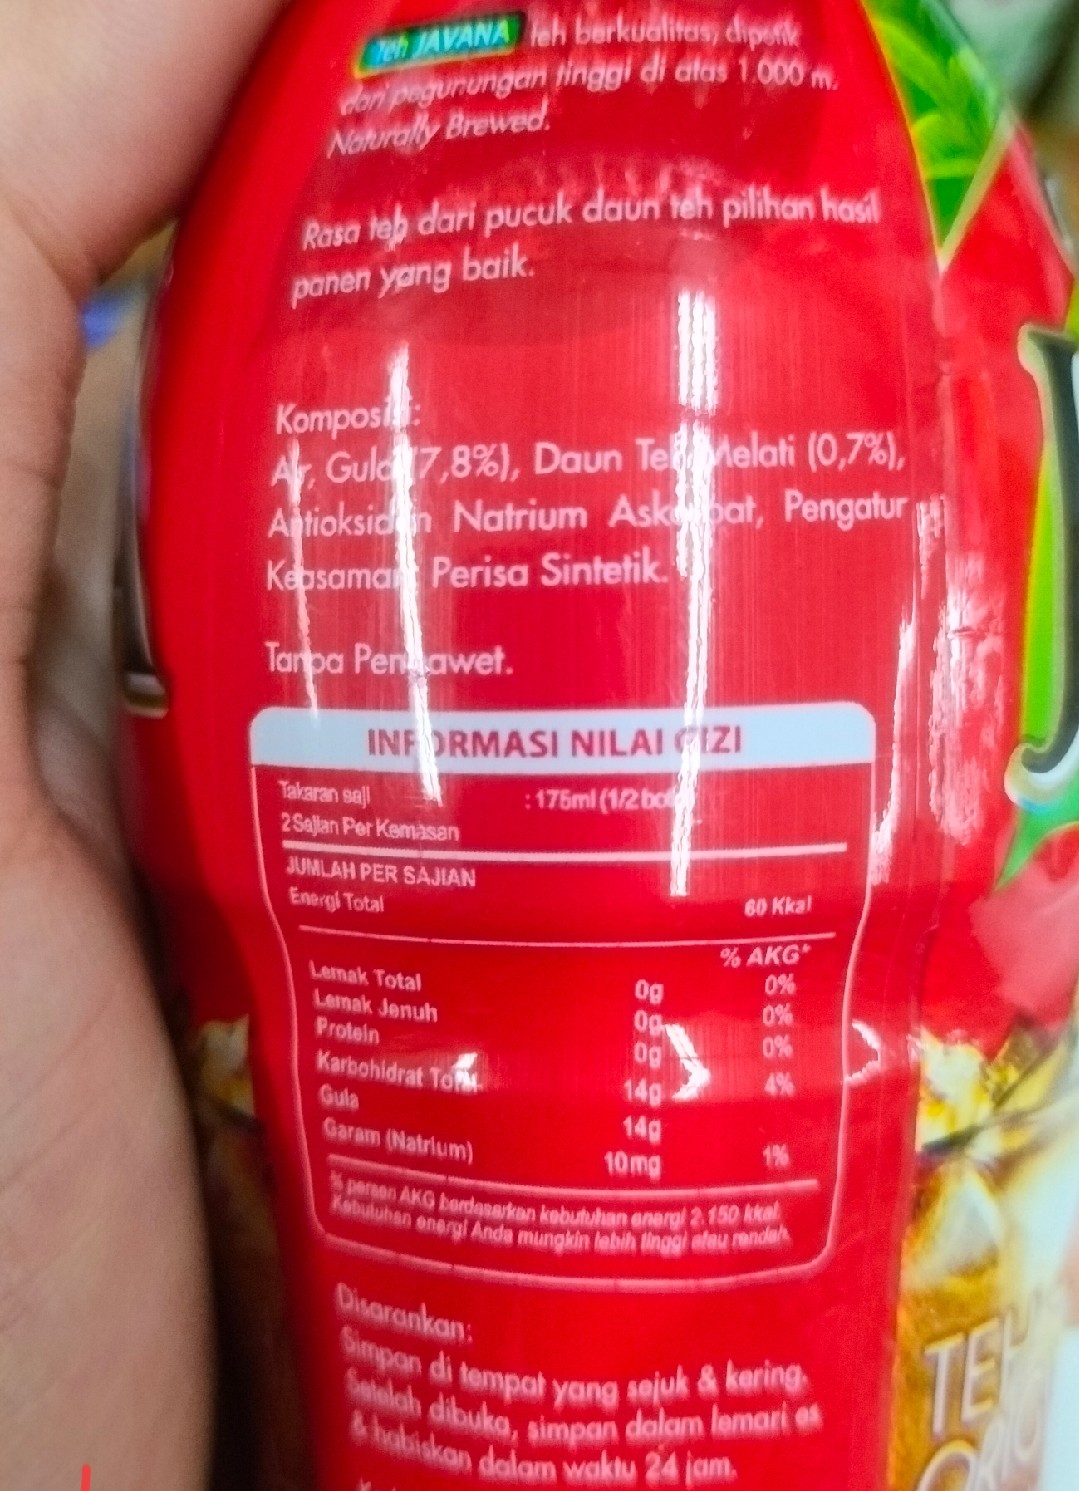 Teh JAVANA teh berkualitas, dipetik
dari pegunungan tinggi di atas 1.000 m.
Naturally Brewed.
Rasa teh dari pucuk daun teh pilihan hasil
panen yang baik.
Komposisi:
Air, Gula (7,8%), Daun Teh Melati (0,7%),
Antioksidan Natrium Askorbat, Pengatur
Keasaman, Perisa Sintetik.
Tanpa Pengawet.
INFORMASI NILAI GIZI
Takaran saji : 175ml (1/2 botol)
2 Sajian Per Kemasan
JUMLAH PER SAJIAN
Energi Total 60 Kkal
% AKG*
Lemak Total 0g 0%
Lemak Jenuh 0g 0%
Protein 0g 0%
Karbohidrat Total 14g 4%
Gula 14g
Garam (Natrium) 10mg 1%
% persen AKG berdasarkan kebutuhan energi 2.150 kkal.
Kebutuhan energi Anda mungkin lebih tinggi atau rendah
Disarankan:
Simpan di tempat yang sejuk & kering.
Setelah dibuka, simpan dalam lemari es
& habiskan dalam waktu 24 jam.
TEH